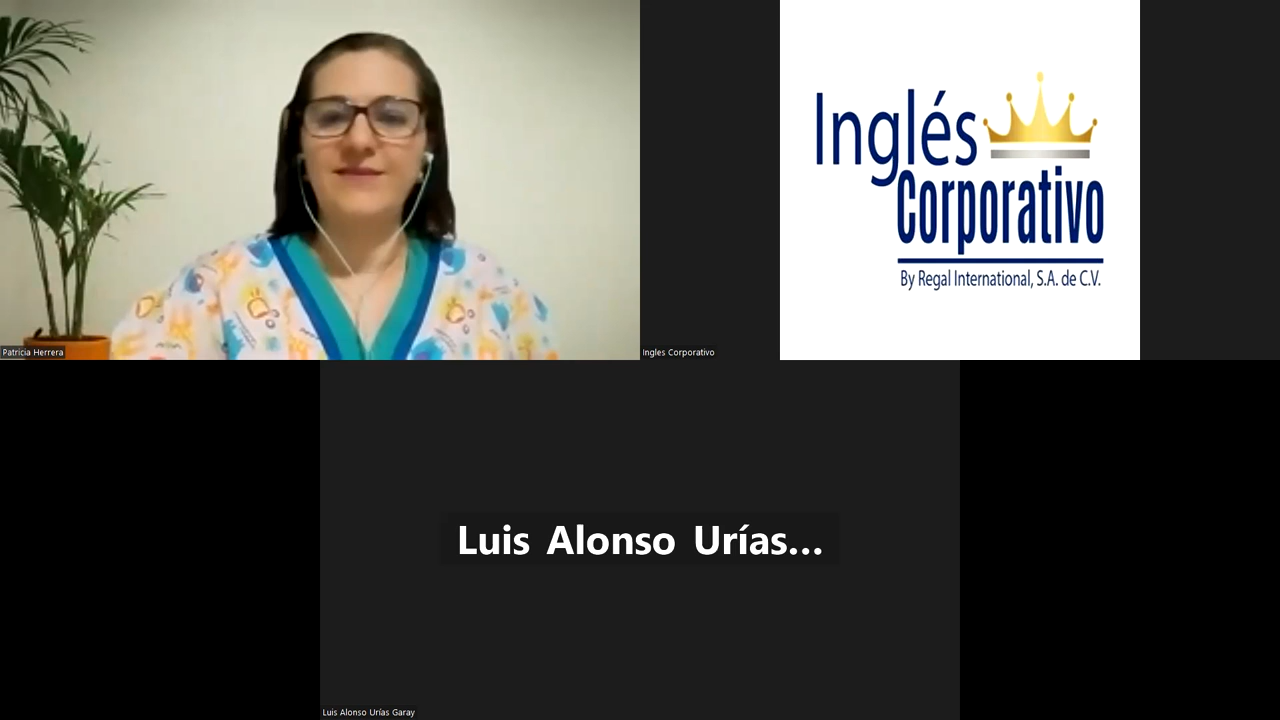 Inglés
Corporativo
By Regal International, S.A. de C.V.
Patricia Herrera
Ingles Corporativo
Luis Alonso Urías...
Luis Alonso Urías Garay